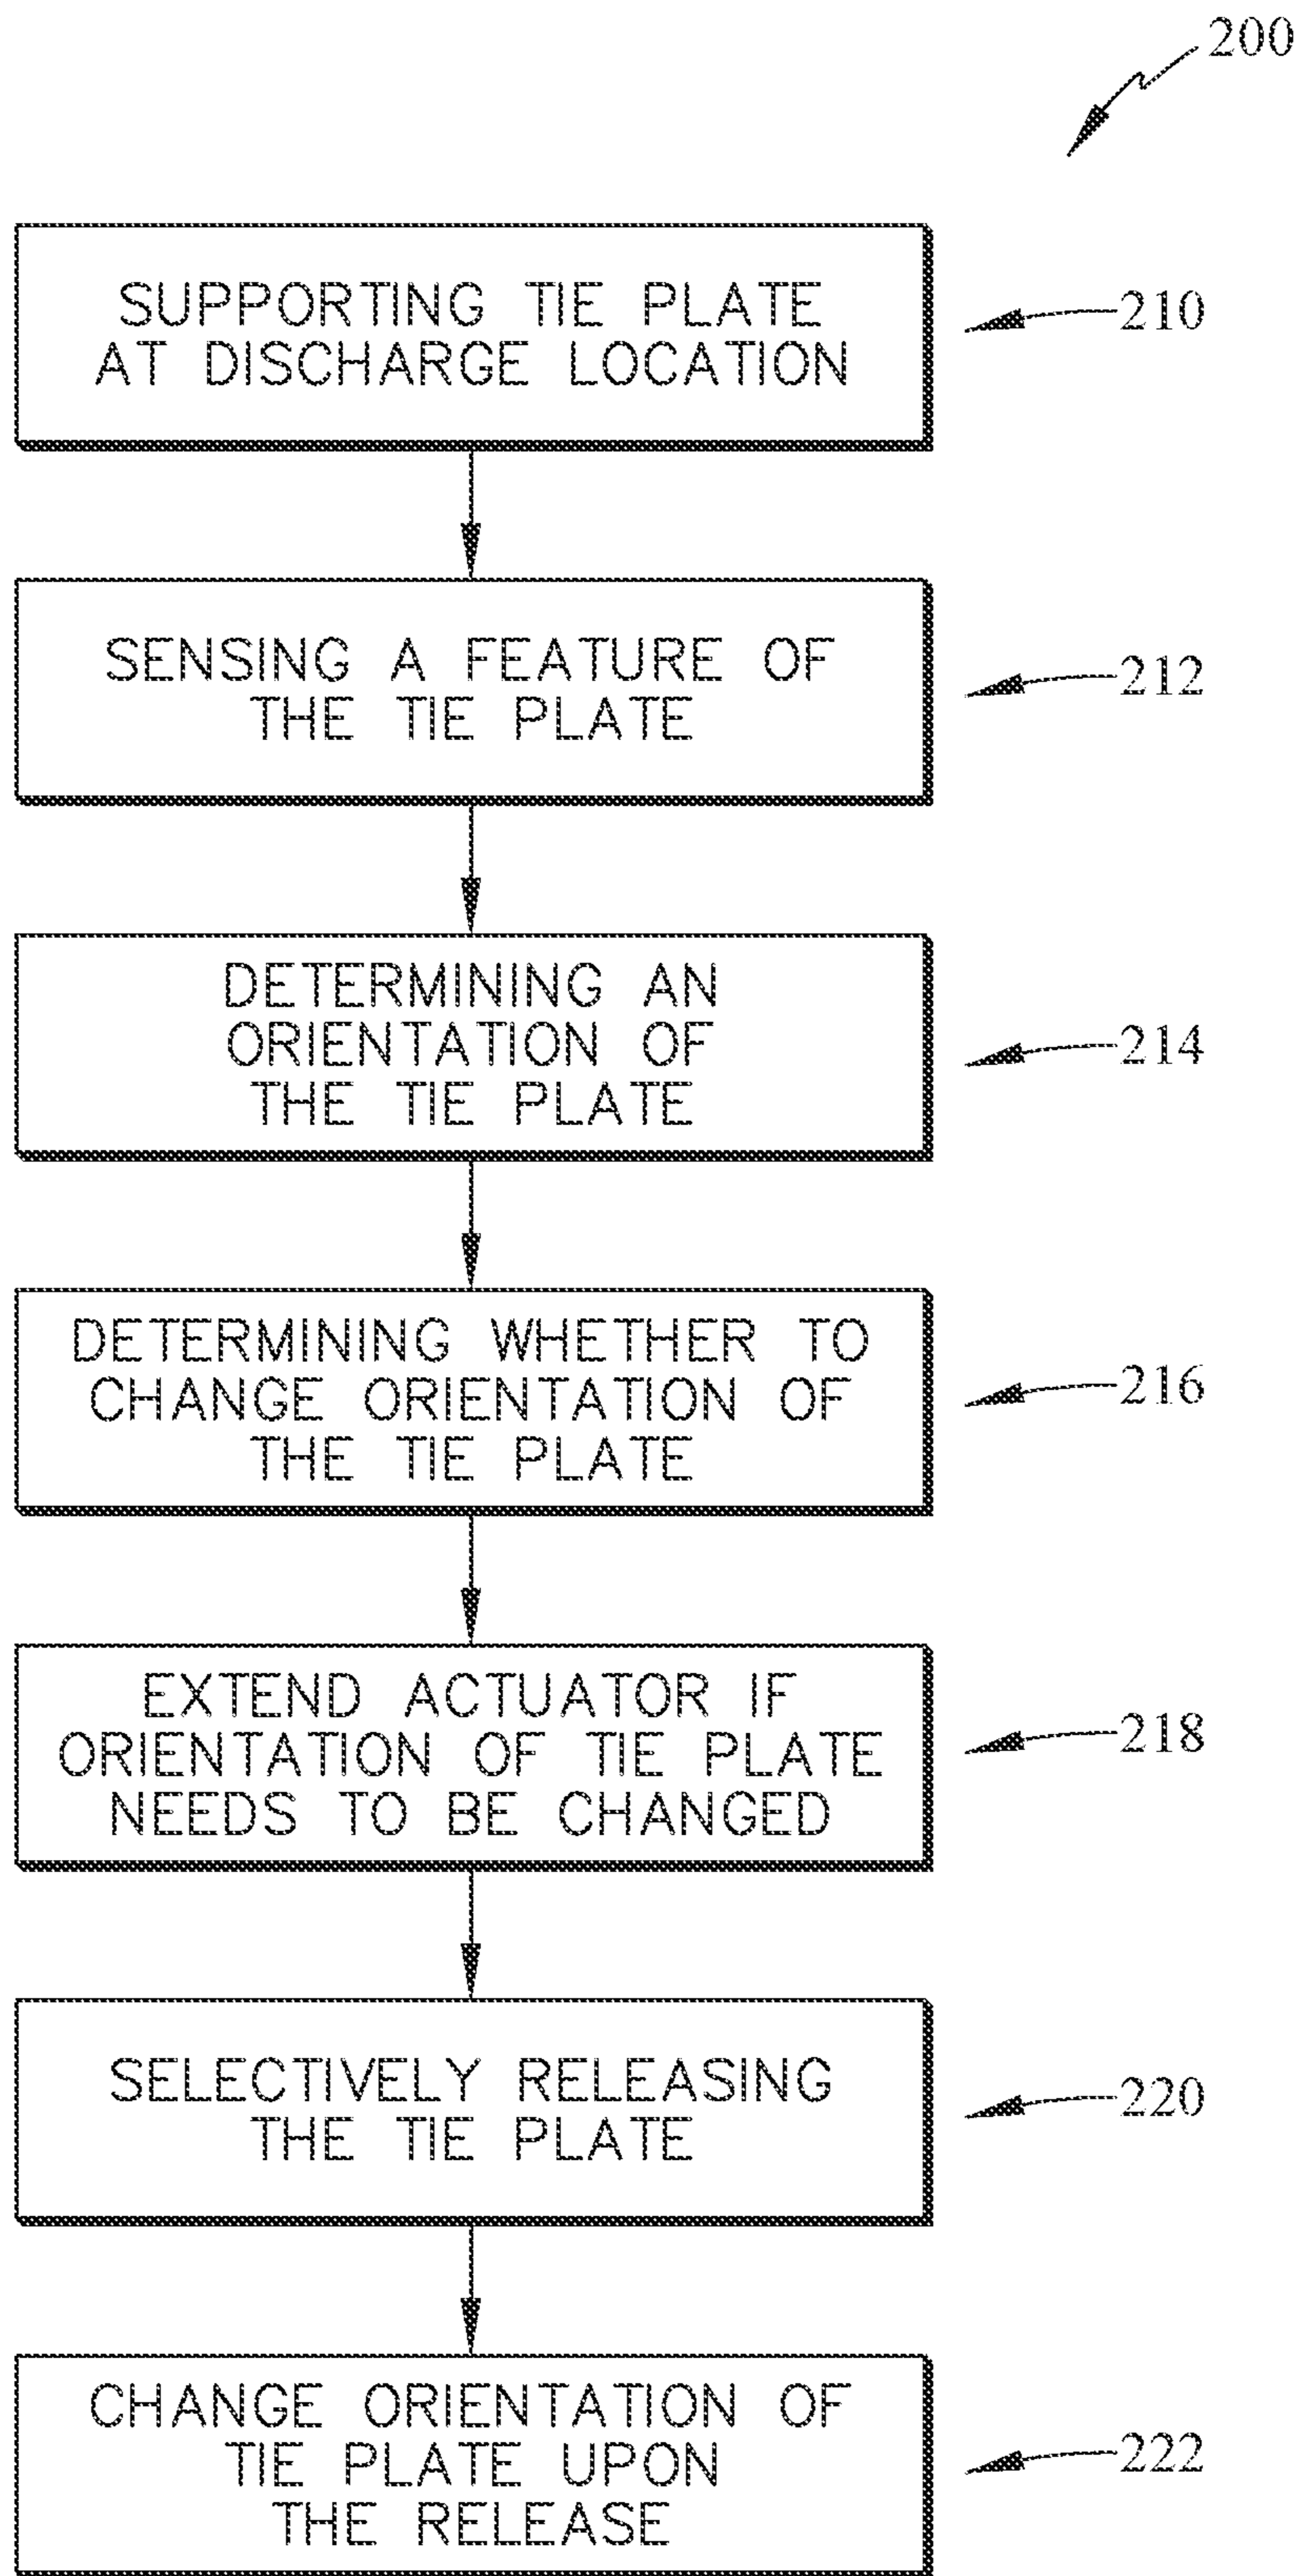 200
SUPPORTING TIE PLATE
AT DISCHARGE LOCATION
210
SENSING A FEATURE OF
THE TIE PLATE
212
DETERMINING AN
ORIENTATION OF
THE TIE PLATE
214
DETERMINING WHETHER TO
CHANGE ORIENTATION OF
THE TIE PLATE
216
EXTEND ACTUATOR IF
ORIENTATION OF TIE PLATE
NEEDS TO BE CHANGED
218
SELECTIVELY RELEASING
THE TIE PLATE
220
CHANGE ORIENTATION OF
TIE PLATE UPON
THE RELEASE
222